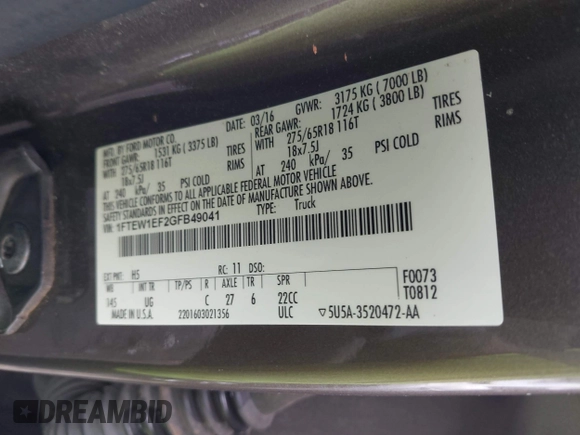 MFD. BY FORD MOTOR CO.
DATE: 03/16 GVWR: 3175 KG ( 7000 LB)
FRONT GAWR: 1531 KG ( 3375 LB) REAR GAWR: 1724 KG ( 3800 LB)
WITH 275/65R18 116T TIRES WITH 275/65R18 116T TIRES
18x7.5J RIMS 18x7.5J RIMS
AT 240 kPa/ 35 PSI COLD AT 240 kPa/ 35 PSI COLD
THIS VEHICLE CONFORMS TO ALL APPLICABLE FEDERAL MOTOR VEHICLE
SAFETY STANDARDS IN EFFECT ON THE DATE OF MANUFACTURE SHOWN ABOVE.
VIN: 1FTEW1EF2GFB49041
TYPE: Truck
EXT PNT: H5 RC: 11 DSO: F0073
WB INT TR TP/PS R AXLE TR SPR T0812
145 UG C 27 6 22CC
MADE IN U.S.A. 2201603021356 ULC ▽5U5A-3520472-AA
DREAMBID